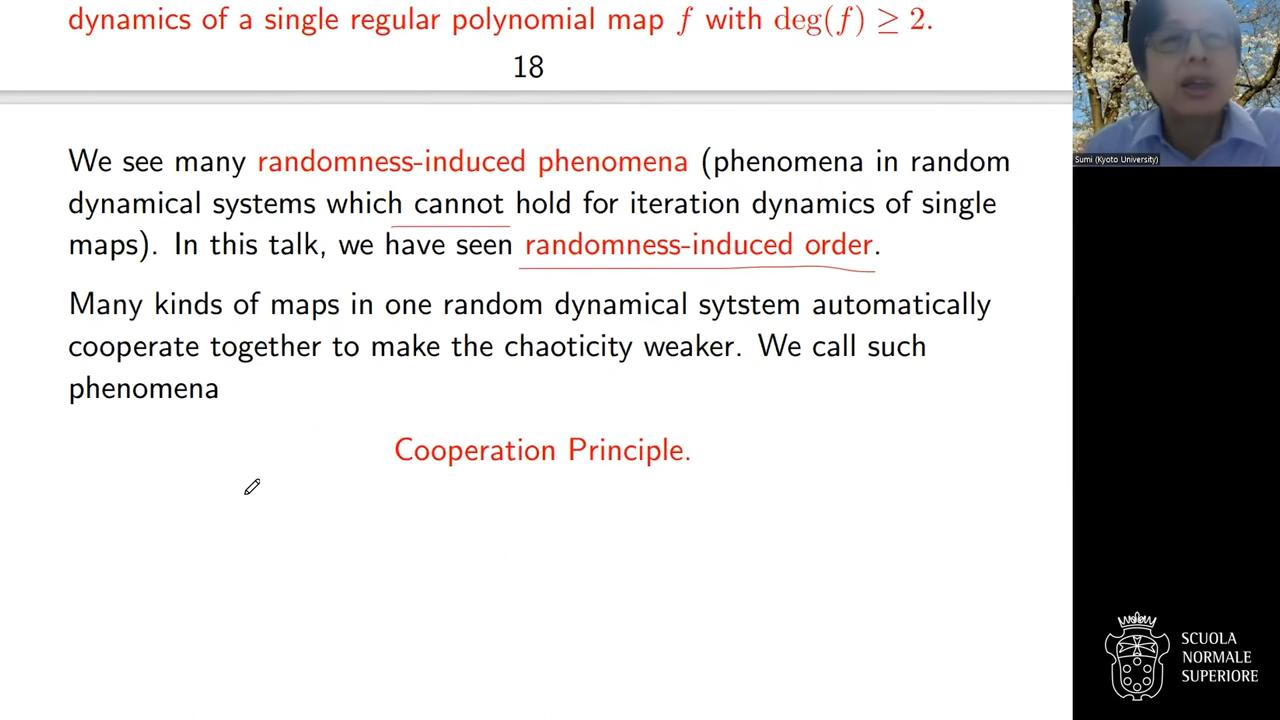 dynamics of a single regular polynomial map f with deg(f) ≥ 2.
18
We see many randomness-induced phenomena (phenomena in random
dynamical systems which cannot hold for iteration dynamics of single
maps). In this talk, we have seen randomness-induced order.
Many kinds of maps in one random dynamical sytstem automatically
cooperate together to make the chaoticity weaker. We call such
phenomena
Cooperation Principle.
Sumi (Kyoto University)
SCUOLA
NORMALE
SUPERIORE